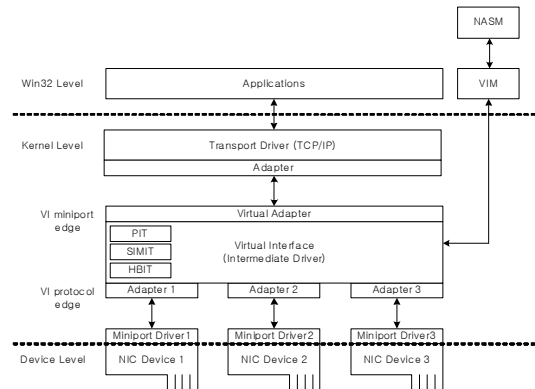 NASM
Win32 Level
Applications
VIM
Kernel Level
Transport Driver (TCP/IP)
Adapter
VI miniport
edge
Virtual Adapter
PIT
SIMIT
HBIT
Virtual Interface
(Intermediate Driver)
VI protocol
edge
Adapter 1
Adapter 2
Adapter 3
Miniport Driver1
Miniport Driver2
Miniport Driver3
Device Level
NIC Device 1
NIC Device 2
NIC Device 3